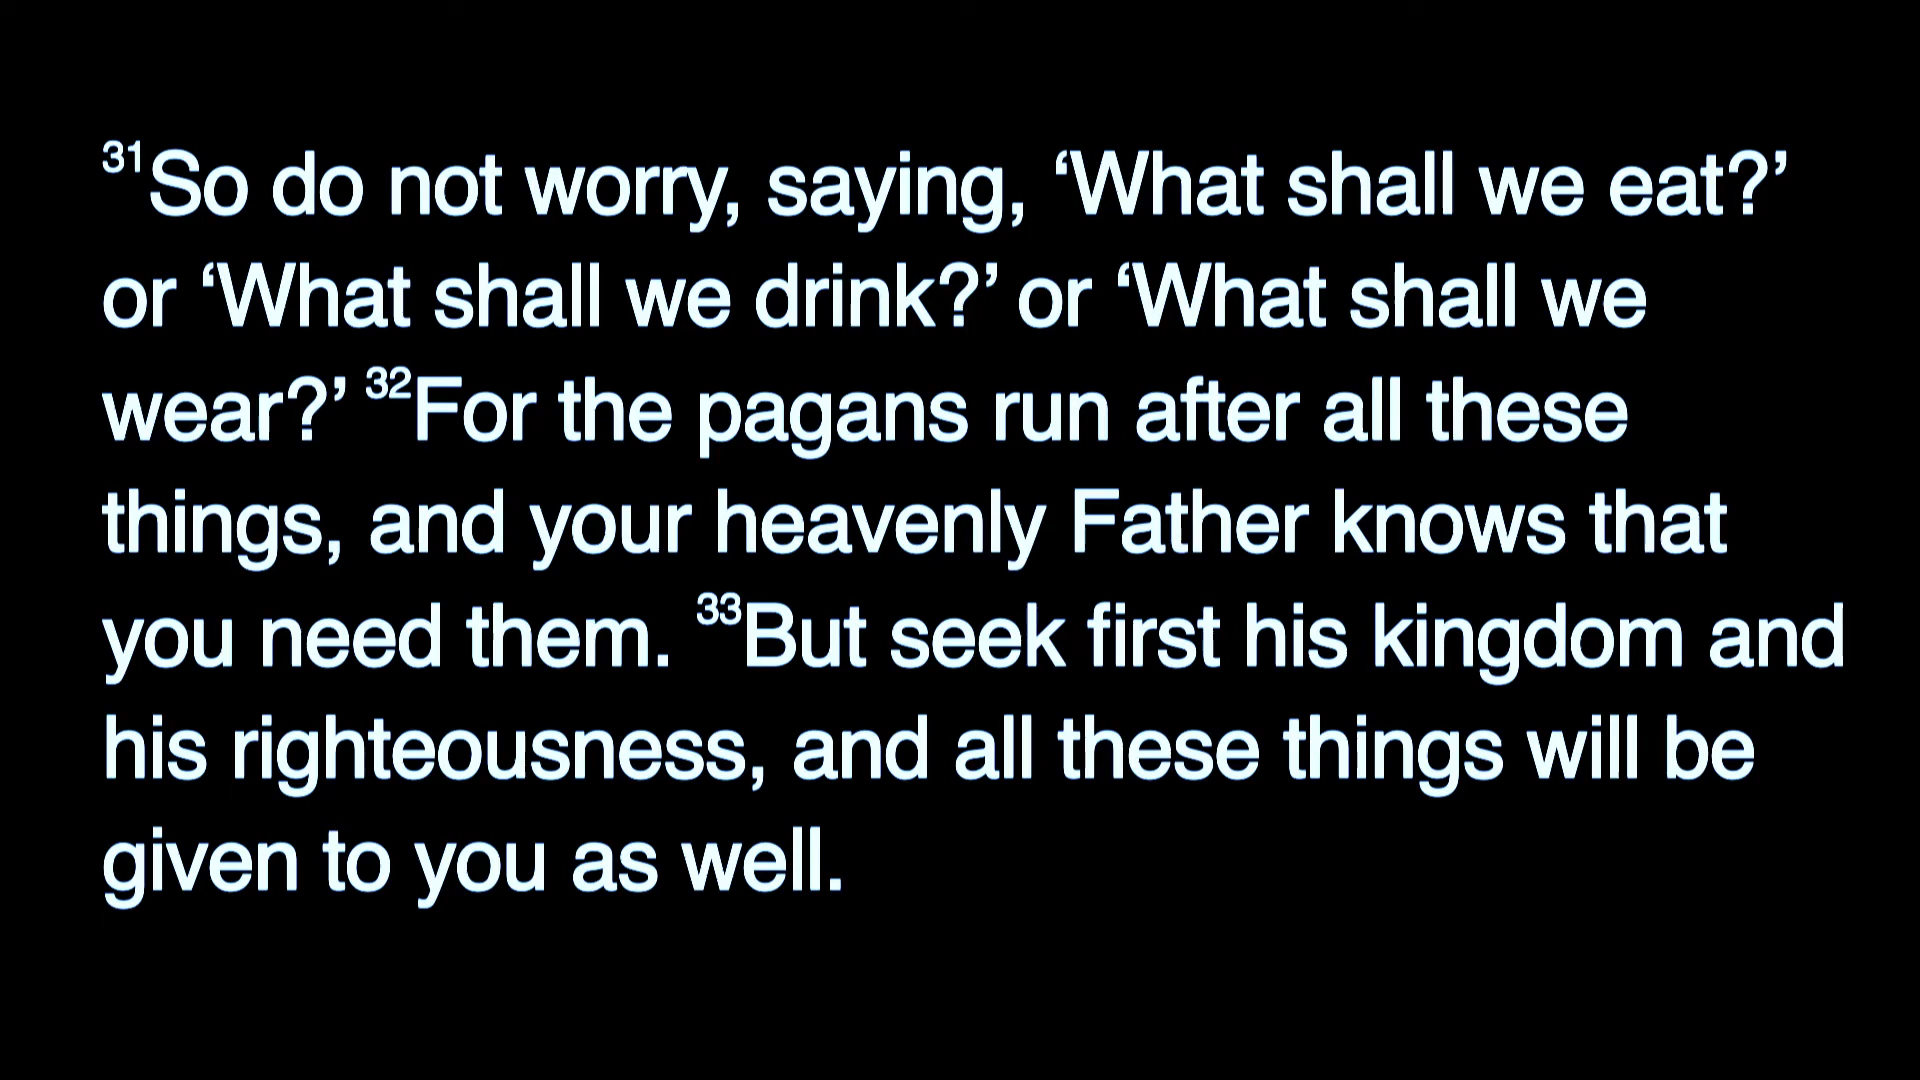 ³¹So do not worry, saying, ‘What shall we eat?’
or ‘What shall we drink?’ or ‘What shall we
wear?’ ³²For the pagans run after all these
things, and your heavenly Father knows that
you need them. ³³But seek first his kingdom and
his righteousness, and all these things will be
given to you as well.